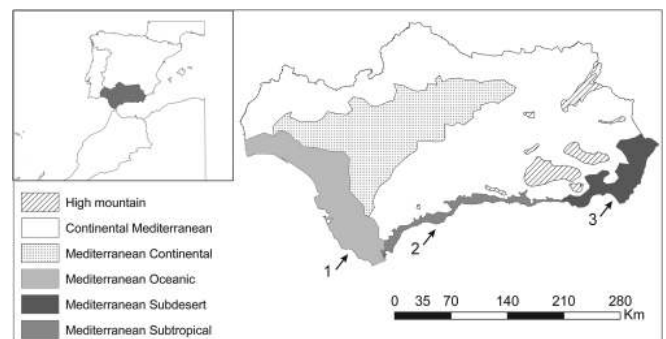 High mountain
Continental Mediterranean
Mediterranean Continental
Mediterranean Oceanic
Mediterranean Subdesert
Mediterranean Subtropical
1
2
3
0 35 70 140 210 280
Km